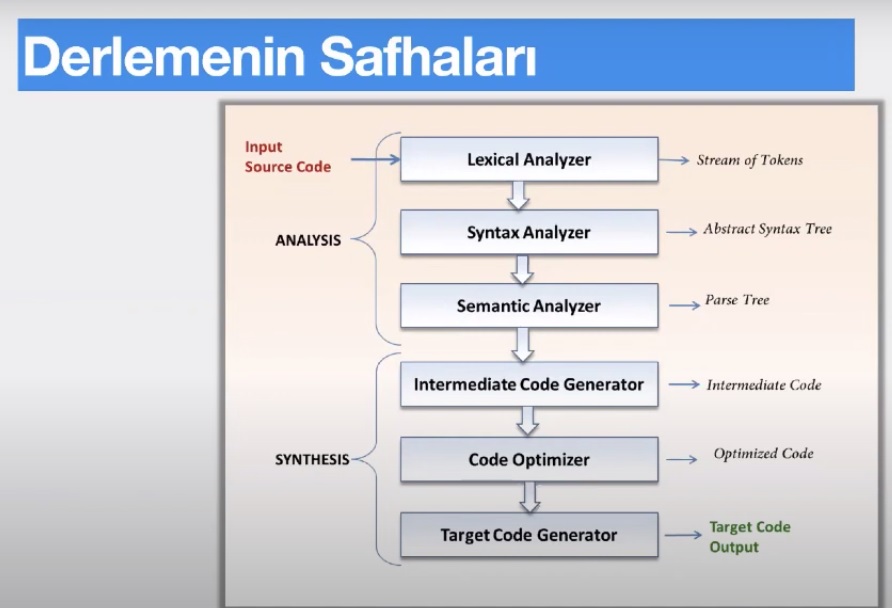 Derlemenin Safhaları
Input
Source Code
Lexical Analyzer
Stream of Tokens
Syntax Analyzer
Abstract Syntax Tree
ANALYSIS
Semantic Analyzer
Parse Tree
Intermediate Code Generator
Intermediate Code
SYNTHESIS
Code Optimizer
Optimized Code
Target Code Generator
Target Code
Output